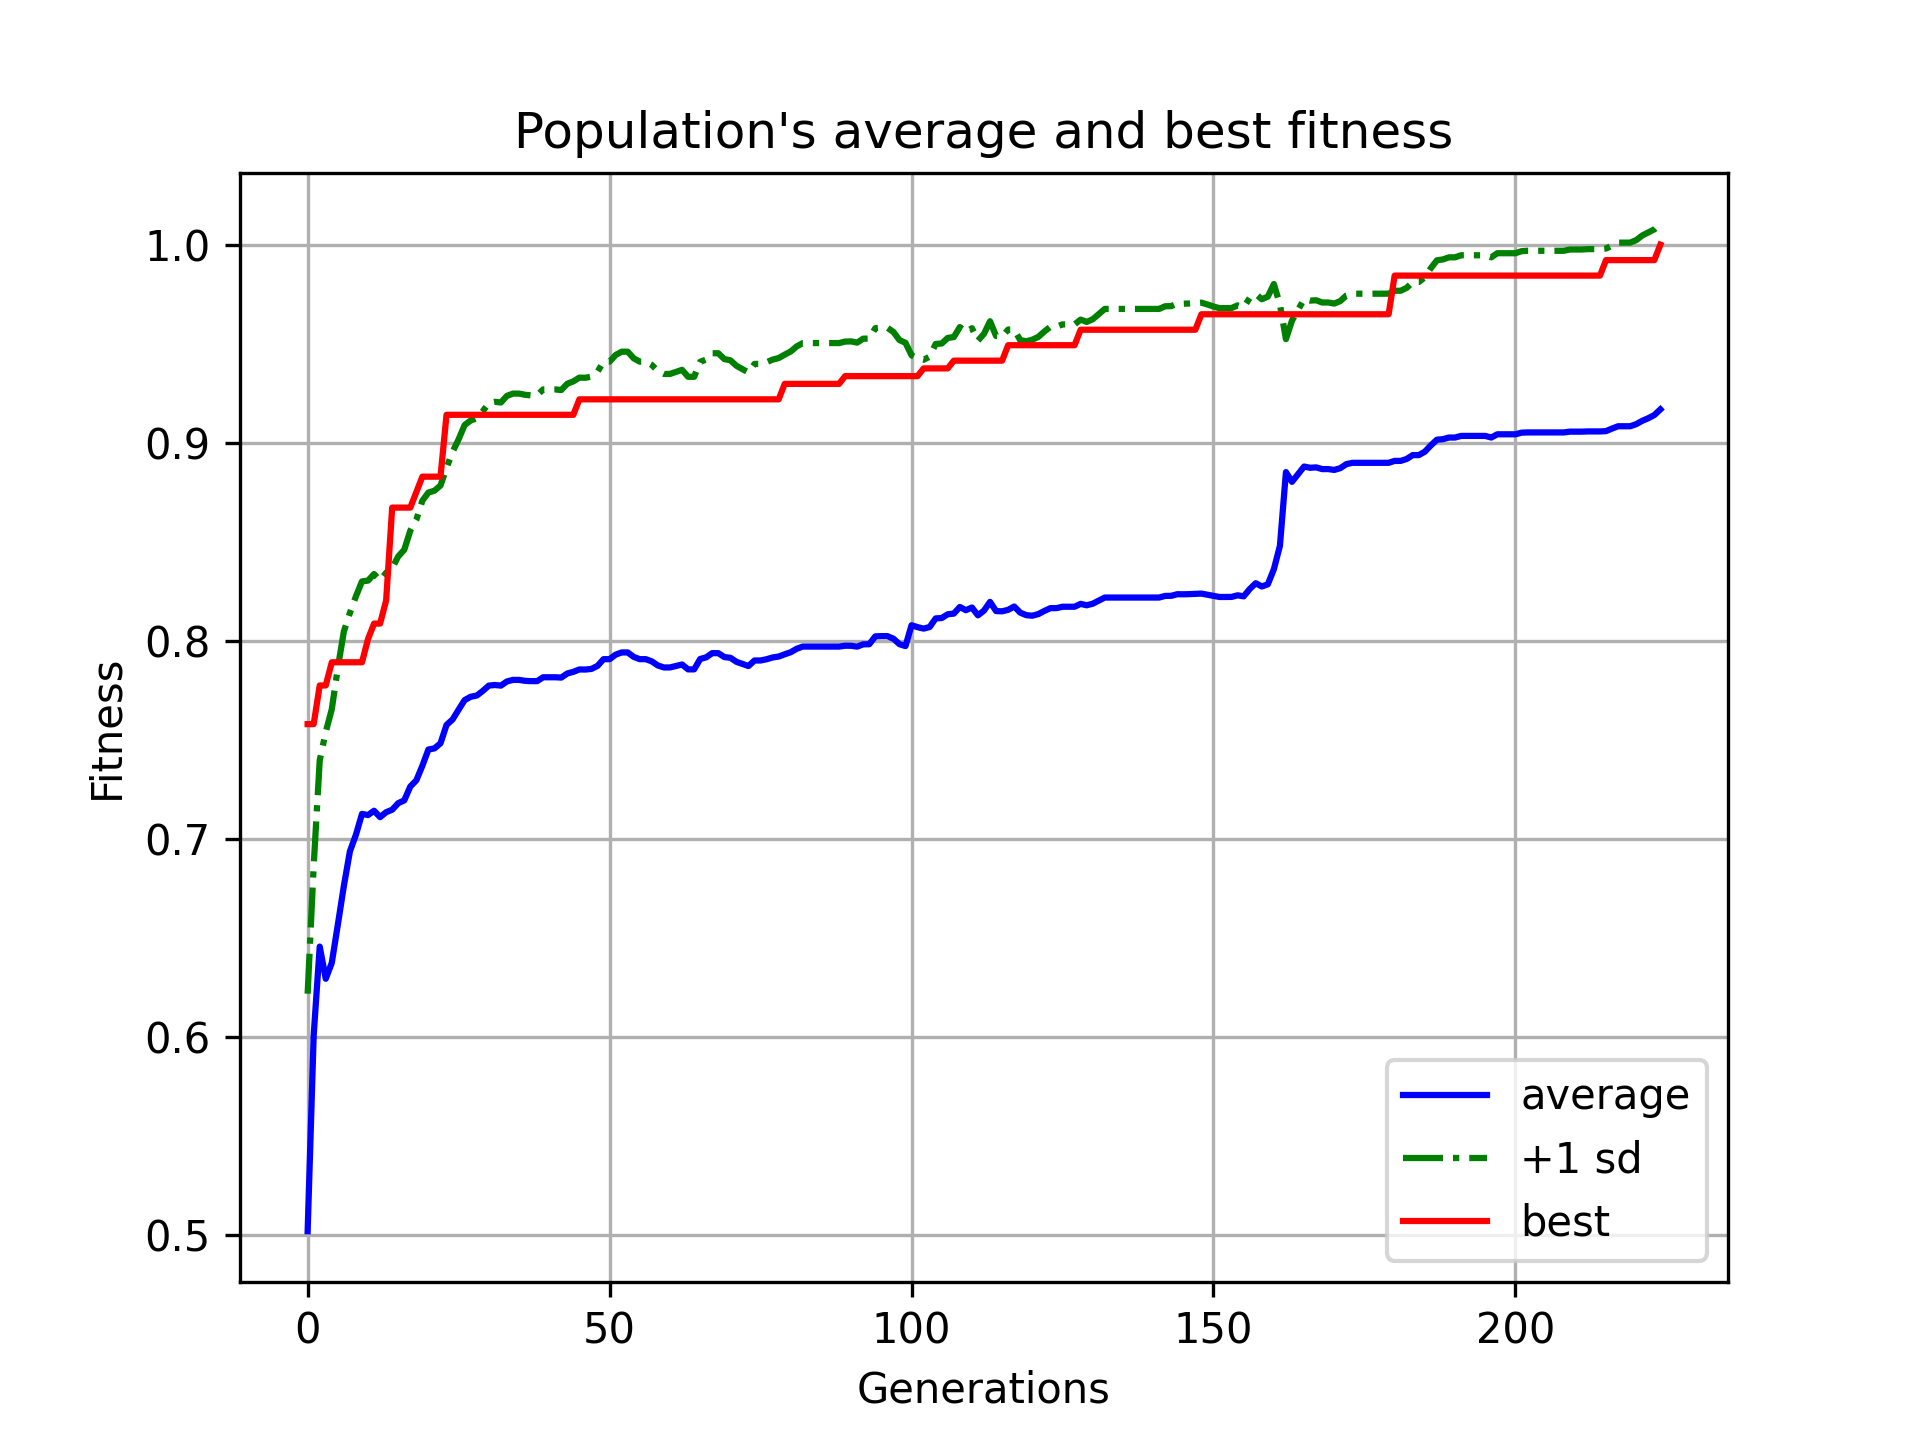 Population's average and best fitness
1.0
0.9
0.8
0.7
0.6
0.5
Fitness
0 50 100 150 200
Generations
average
+1 sd
best